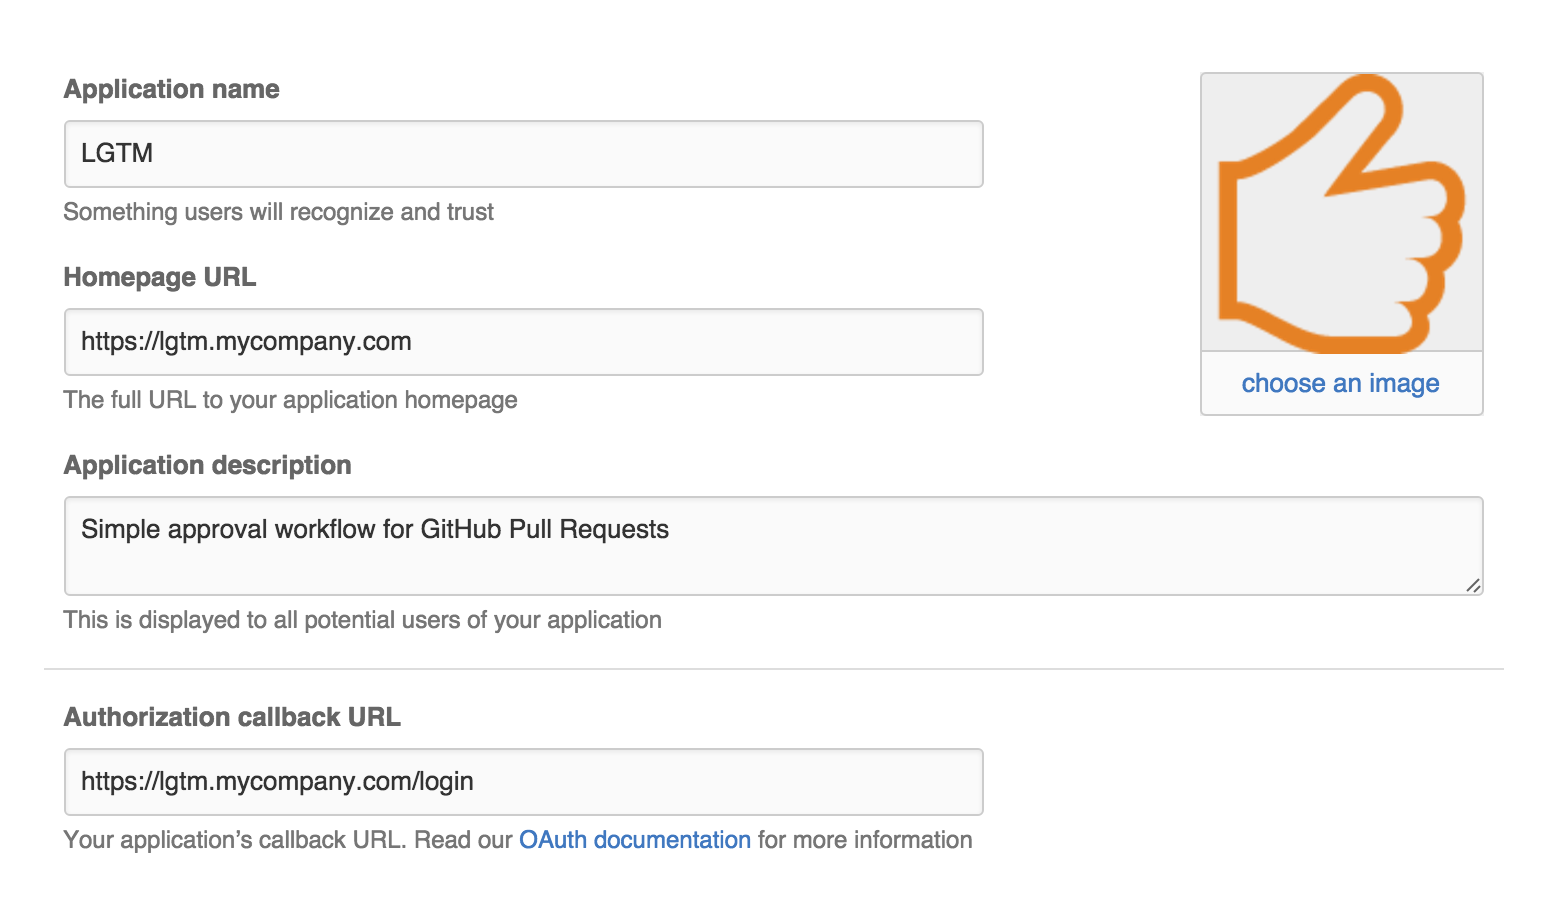 Application name
LGTM
Something users will recognize and trust
Homepage URL
https://lgtm.mycompany.com
The full URL to your application homepage
choose an image
Application description
Simple approval workflow for GitHub Pull Requests
This is displayed to all potential users of your application
Authorization callback URL
https://lgtm.mycompany.com/login
Your application’s callback URL. Read our OAuth documentation for more information